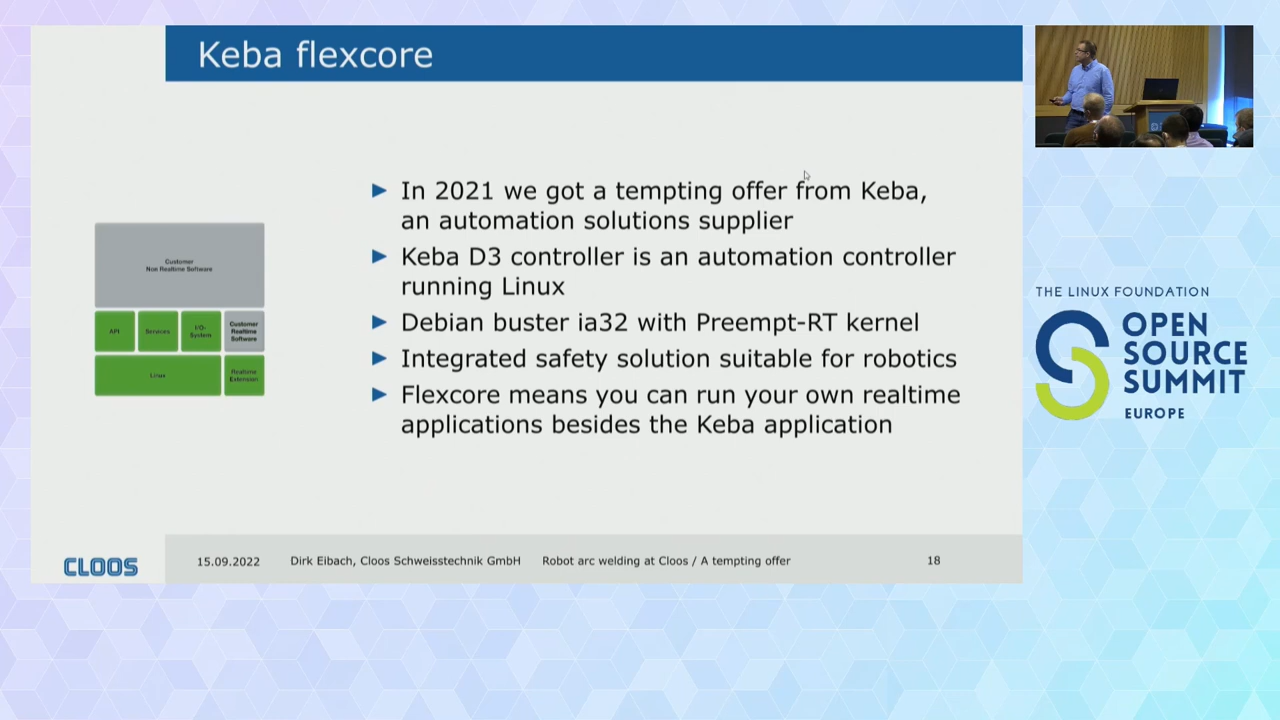 Keba flexcore
In 2021 we got a tempting offer from Keba,
an automation solutions supplier
Keba D3 controller is an automation controller
running Linux
Debian buster ia32 with Preempt-RT kernel
Integrated safety solution suitable for robotics
Flexcore means you can run your own realtime
applications besides the Keba application
Customer
Non Realtime Software
API
Services
I/O-
System
Customer
Realtime
Software
Linux
Realtime
Extension
CLOOS
15.09.2022
Dirk Eibach, Cloos Schweisstechnik GmbH
Robot arc welding at Cloos / A tempting offer
18
THE LINUX FOUNDATION
OPEN
SOURCE
SUMMIT
EUROPE